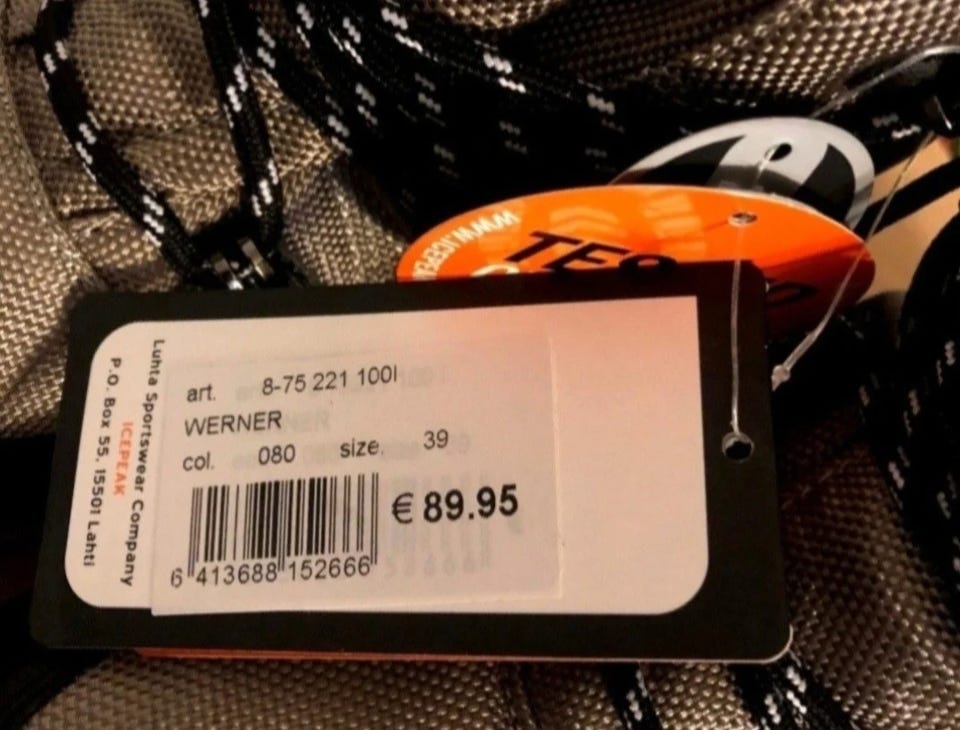 Luhta Sportswear Company
ICEPEAK
P.O. Box 55, 15501 Lahti
art. 8-75 221 100I
WERNER
col. 080 size. 39
€ 89.95
6 413688 152666